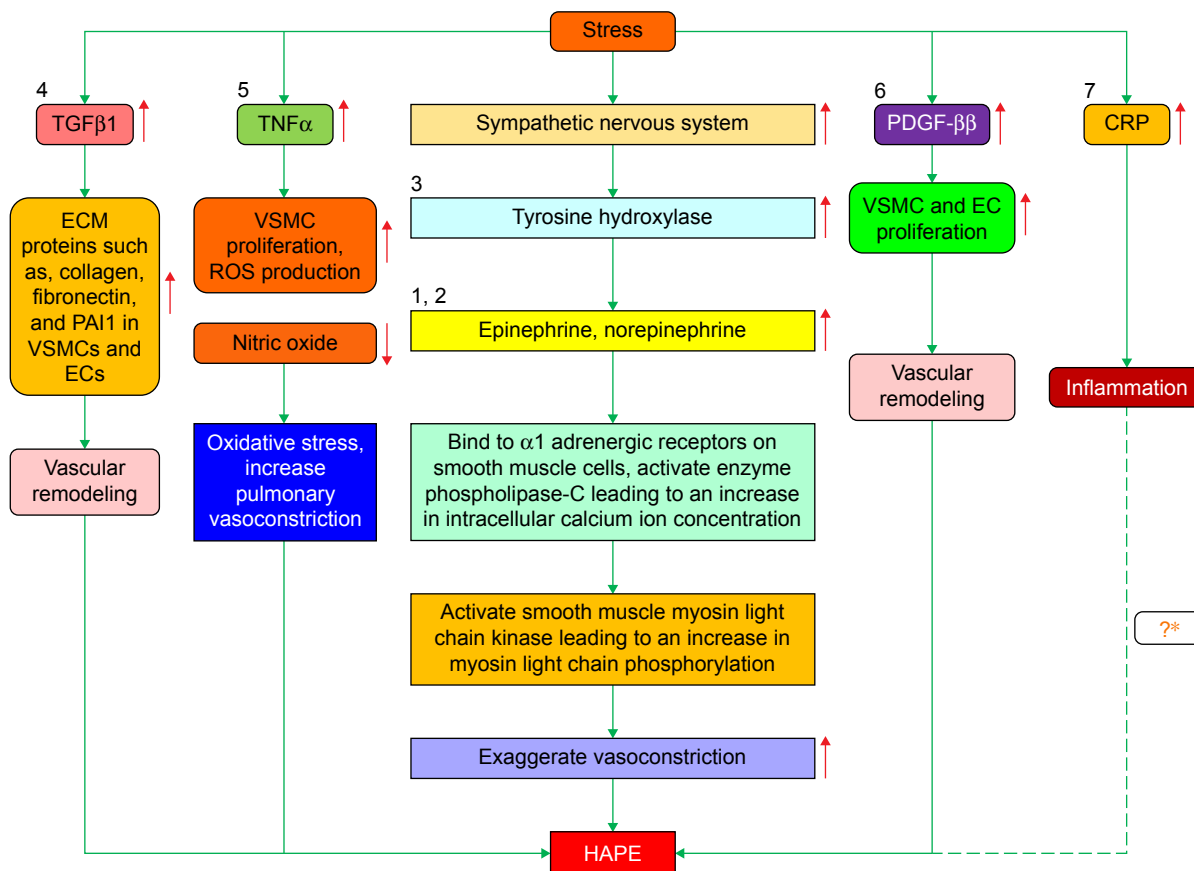 Stress
4
TGFβ1
5
TNFα
Sympathetic nervous system
6
PDGF-ββ
7
CRP
ECM
proteins such
as, collagen,
fibronectin,
and PAI1 in
VSMCs and
ECs
VSMC
proliferation,
ROS production
3
Tyrosine hydroxylase
VSMC and EC
proliferation
Nitric oxide
1, 2
Epinephrine, norepinephrine
Vascular
remodeling
Inflammation
Vascular
remodeling
Oxidative stress,
increase
pulmonary
vasoconstriction
Bind to α1 adrenergic receptors on
smooth muscle cells, activate enzyme
phospholipase-C leading to an increase
in intracellular calcium ion concentration
Activate smooth muscle myosin light
chain kinase leading to an increase in
myosin light chain phosphorylation
?*
Exaggerate vasoconstriction
HAPE